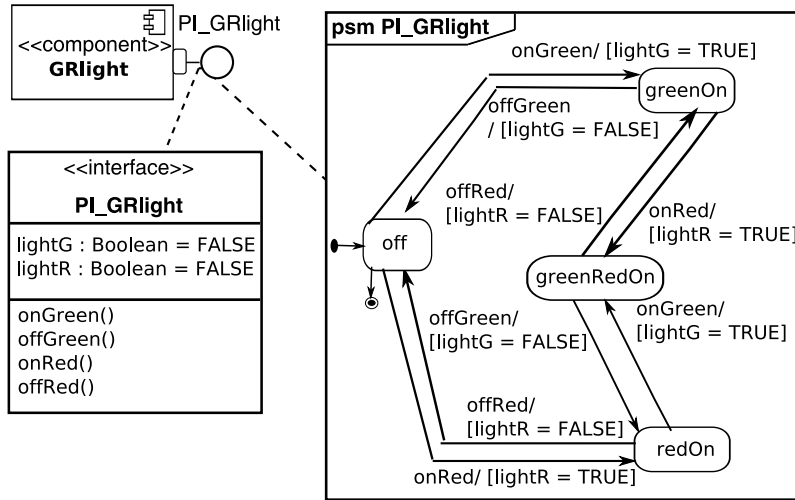 PI_GRlight
<<component>>
GRlight
<<interface>>
PI_GRlight
lightG : Boolean = FALSE
lightR : Boolean = FALSE
onGreen()
offGreen()
onRed()
offRed()
psm PI_GRlight
onGreen/ [lightG = TRUE]
greenOn
offGreen
/ [lightG = FALSE]
offRed/
[lightR = FALSE]
onRed/
[lightR = TRUE]
off
greenRedOn
onGreen/
[lightG = TRUE]
offGreen/
[lightG = FALSE]
offRed/
[lightR = FALSE]
redOn
onRed/ [lightR = TRUE]